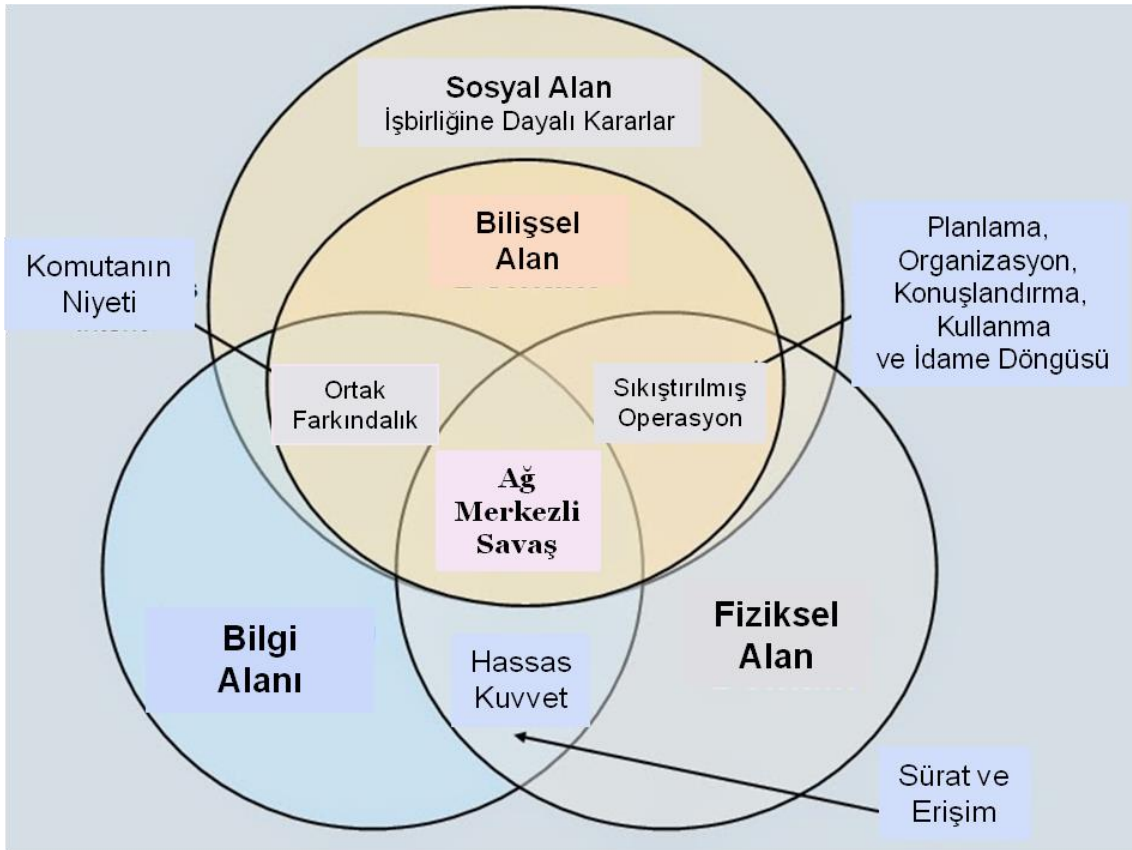 Sosyal Alan
İşbirliğine Dayalı Kararlar
Bilişsel
Alan
Komutanın
Niyeti
Planlama,
Organizasyon,
Konuşlandırma,
Kullanma
ve İdame Döngüsü
Ortak
Farkındalık
Sıkıştırılmış
Operasyon
Ağ
Merkezli
Savaş
Bilgi
Alanı
Hassas
Kuvvet
Fiziksel
Alan
Sürat ve
Erişim